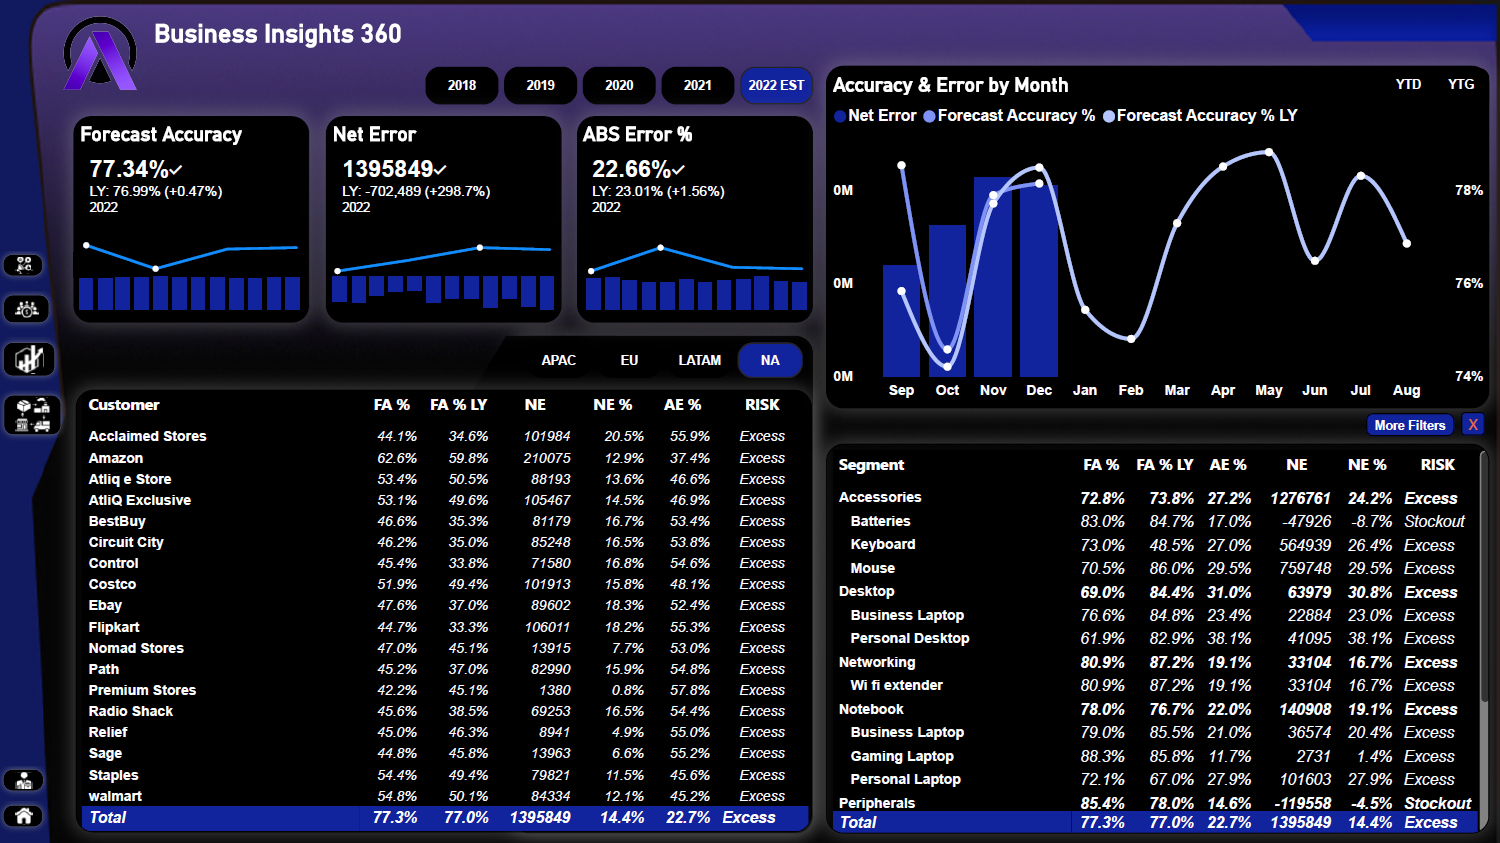 Business Insights 360
2018 2019 2020 2021 2022 EST
Forecast Accuracy
77.34%✓
LY: 76.99% (+0.47%)
2022
Net Error
1395849✓
LY: -702,489 (+298.7%)
2022
ABS Error %
22.66%✓
LY: 23.01% (+1.56%)
2022
Accuracy & Error by Month
YTD YTG
Net Error Forecast Accuracy % Forecast Accuracy % LY
0M 78%
0M 76%
0M 74%
Sep Oct Nov Dec Jan Feb Mar Apr May Jun Jul Aug
APAC EU LATAM NA
More Filters X
Customer FA % FA % LY NE NE % AE % RISK
Acclaimed Stores 44.1% 34.6% 101984 20.5% 55.9% Excess
Amazon 62.6% 59.8% 210075 12.9% 37.4% Excess
Atliq e Store 53.4% 50.5% 88193 13.6% 46.6% Excess
AtliQ Exclusive 53.1% 49.6% 105467 14.5% 46.9% Excess
BestBuy 46.6% 35.3% 81179 16.7% 53.4% Excess
Circuit City 46.2% 35.0% 85248 16.5% 53.8% Excess
Control 45.4% 33.8% 71580 16.8% 54.6% Excess
Costco 51.9% 49.4% 101913 15.8% 48.1% Excess
Ebay 47.6% 37.0% 89602 18.3% 52.4% Excess
Flipkart 44.7% 33.3% 106011 18.2% 55.3% Excess
Nomad Stores 47.0% 45.1% 13915 7.7% 53.0% Excess
Path 45.2% 37.0% 82990 15.9% 54.8% Excess
Premium Stores 42.2% 45.1% 1380 0.8% 57.8% Excess
Radio Shack 45.6% 38.5% 69253 16.5% 54.4% Excess
Relief 45.0% 46.3% 8941 4.9% 55.0% Excess
Sage 44.8% 45.8% 13963 6.6% 55.2% Excess
Staples 54.4% 49.4% 79821 11.5% 45.6% Excess
walmart 54.8% 50.1% 84334 12.1% 45.2% Excess
Total 77.3% 77.0% 1395849 14.4% 22.7% Excess
Segment FA % FA % LY AE % NE NE % RISK
Accessories 72.8% 73.8% 27.2% 1276761 24.2% Excess
Batteries 83.0% 84.7% 17.0% -47926 -8.7% Stockout
Keyboard 73.0% 48.5% 27.0% 564939 26.4% Excess
Mouse 70.5% 86.0% 29.5% 759748 29.5% Excess
Desktop 69.0% 84.4% 31.0% 63979 30.8% Excess
Business Laptop 76.6% 84.8% 23.4% 22884 23.0% Excess
Personal Desktop 61.9% 82.9% 38.1% 41095 38.1% Excess
Networking 80.9% 87.2% 19.1% 33104 16.7% Excess
Wi fi extender 80.9% 87.2% 19.1% 33104 16.7% Excess
Notebook 78.0% 76.7% 22.0% 140908 19.1% Excess
Business Laptop 79.0% 85.5% 21.0% 36574 20.4% Excess
Gaming Laptop 88.3% 85.8% 11.7% 2731 1.4% Excess
Personal Laptop 72.1% 67.0% 27.9% 101603 27.9% Excess
Peripherals 85.4% 78.0% 14.6% -119558 -4.5% Stockout
Total 77.3% 77.0% 22.7% 1395849 14.4% Excess